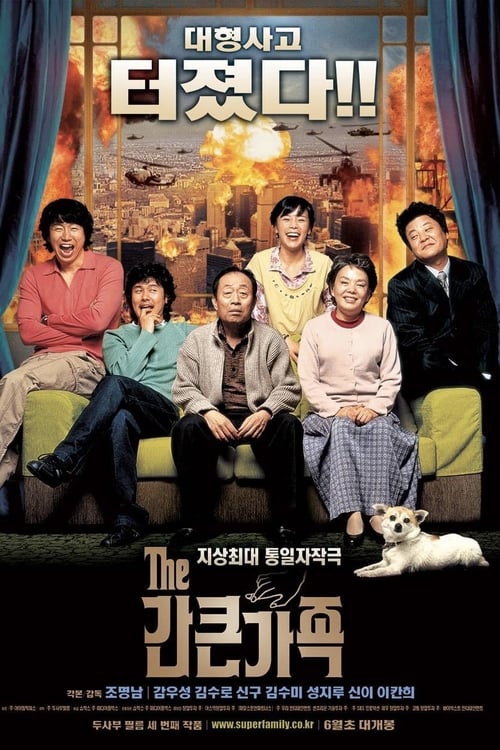 대형사고
터졌다!!
지상최대 통일자작극
The
간큰가족
각본/감독 조명남 | 감우성 김수로 신구 김수미 성지루 신이 이칸희
두사부 필름 세 번째 작품 | www.superfamily.co.kr | 6월초 대개봉